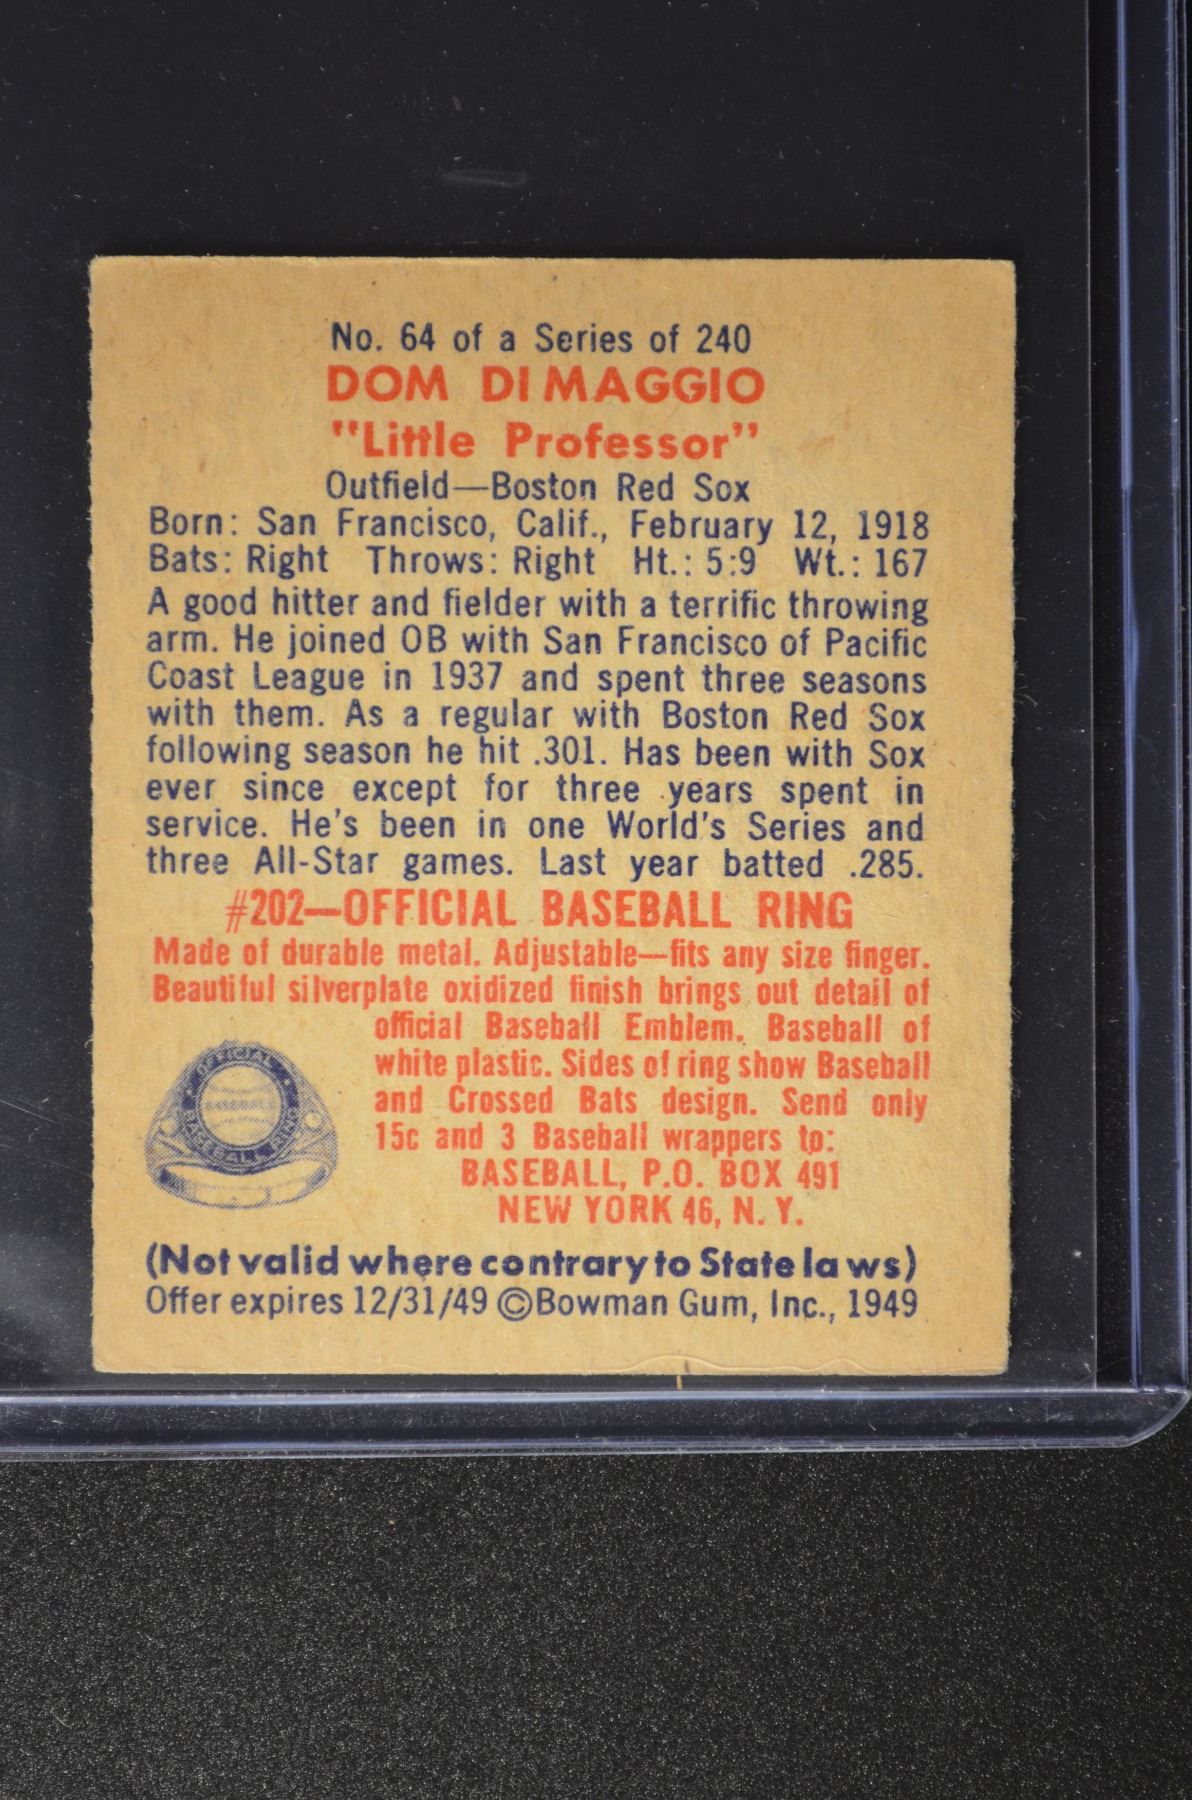 No. 64 of a Series of 240
DOM DI MAGGIO
"Little Professor"
Outfield—Boston Red Sox
Born: San Francisco, Calif., February 12, 1918
Bats: Right Throws: Right Ht.: 5:9 Wt.: 167
A good hitter and fielder with a terrific throwing
arm. He joined OB with San Francisco of Pacific
Coast League in 1937 and spent three seasons
with them. As a regular with Boston Red Sox
following season he hit .301. Has been with Sox
ever since except for three years spent in
service. He's been in one World's Series and
three All-Star games. Last year batted .285.
#202—OFFICIAL BASEBALL RING
Made of durable metal. Adjustable—fits any size finger.
Beautiful silverplate oxidized finish brings out detail of
official Baseball Emblem. Baseball of
white plastic. Sides of ring show Baseball
and Crossed Bats design. Send only
15c and 3 Baseball wrappers to:
BASEBALL, P.O. BOX 491
NEW YORK 46, N. Y.
OFFICIAL
BASEBALL
BASEBALL RING
(Not valid where contrary to State laws)
Offer expires 12/31/49 ©Bowman Gum, Inc., 1949